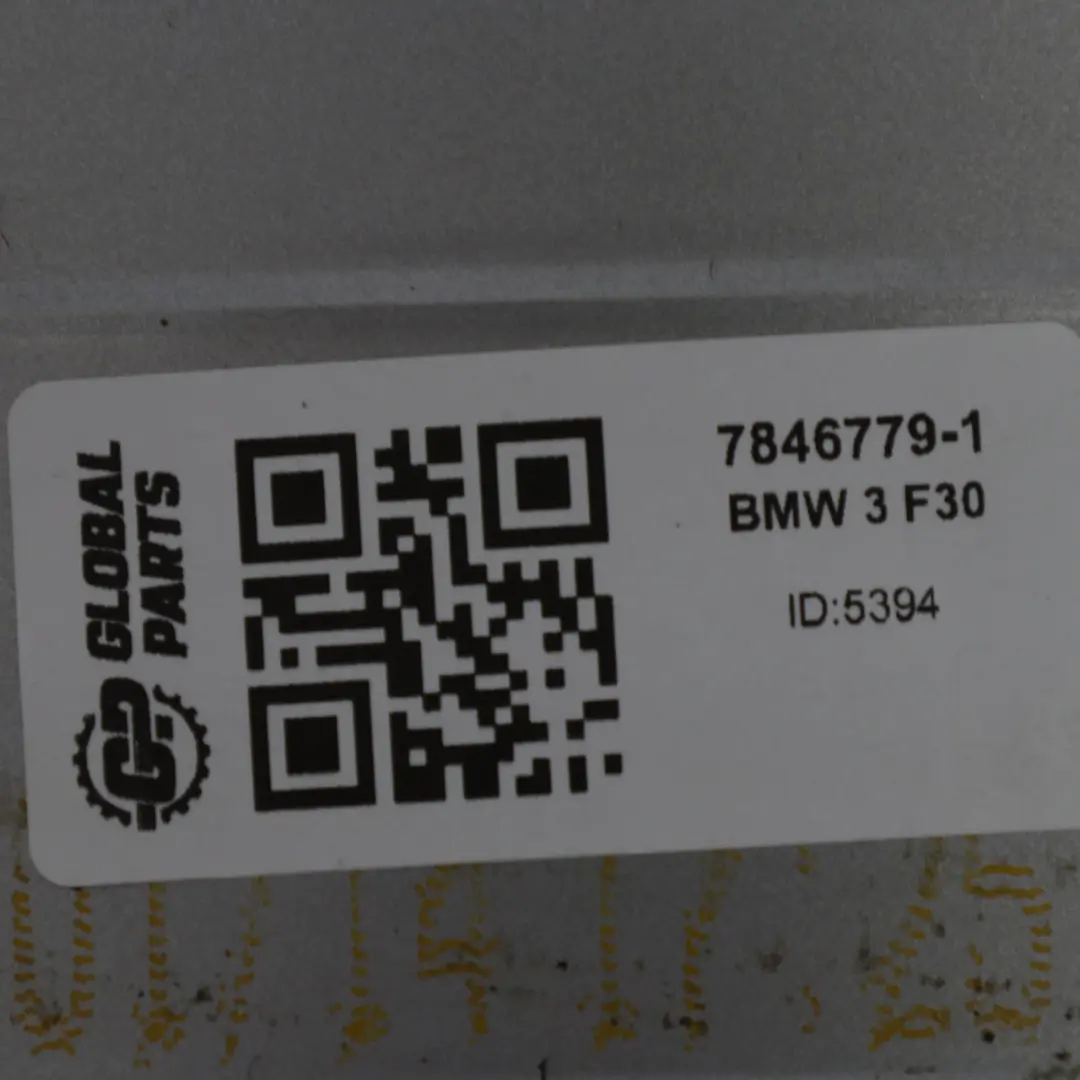 GLOBAL
PARTS
GP
7846779-1
BMW 3 F30
ID:5394